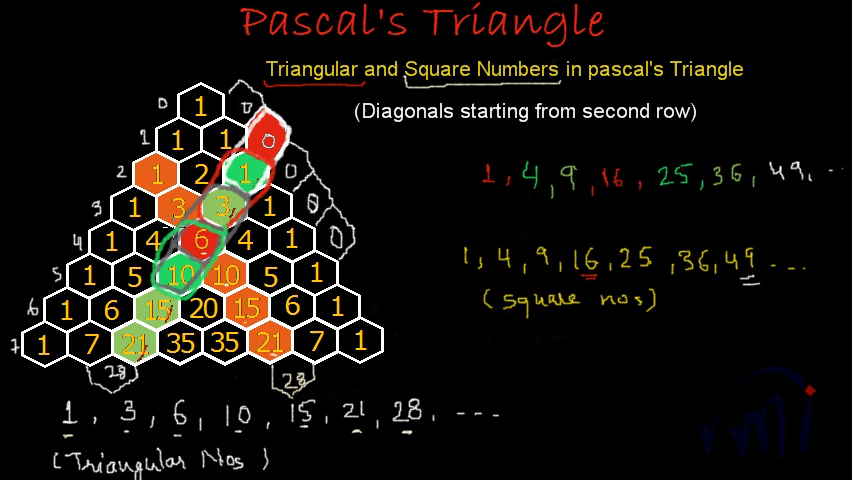 Pascal's Triangle
Triangular and Square Numbers in pascal's Triangle
(Diagonals starting from second row)
0 1 0
1 1 1 0
2 1 2 1 0
3 1 3 3 1 0
4 1 4 6 4 1 0
5 1 5 10 10 5 1
6 1 6 15 20 15 6 1
7 1 7 21 35 35 21 7 1
28 28
1, 4, 9, 16, 25, 36, 49, ...
1, 4, 9, 16, 25, 36, 49 ...
(square nos)
1, 3, 6, 10, 15, 21, 28, ---
(Triangular Nos)